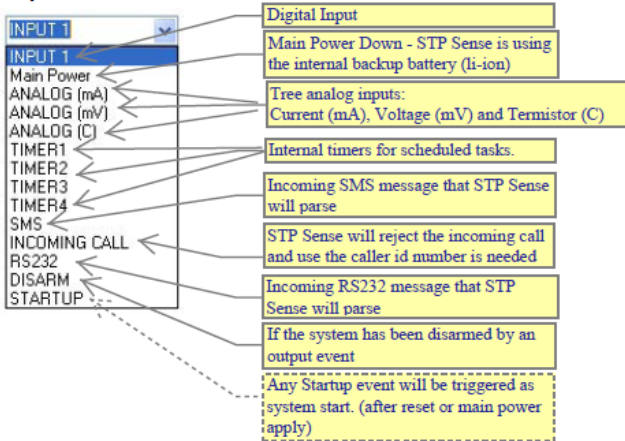 INPUT 1
INPUT 1
Main Power
ANALOG (mA)
ANALOG (mV)
ANALOG (C)
TIMER1
TIMER2
TIMER3
TIMER4
SMS
INCOMING CALL
RS232
DISARM
STARTUP
Digital Input
Main Power Down - STP Sense is using
the internal backup battery (li-ion)
Tree analog inputs:
Current (mA), Voltage (mV) and Termistor (C)
Internal timers for scheduled tasks.
Incoming SMS message that STP Sense
will parse
STP Sense will reject the incoming call
and use the caller id number is needed
Incoming RS232 message that STP
Sense will parse
If the system has been disarmed by an
output event
Any Startup event will be triggered as
system start. (after reset or main power
apply)